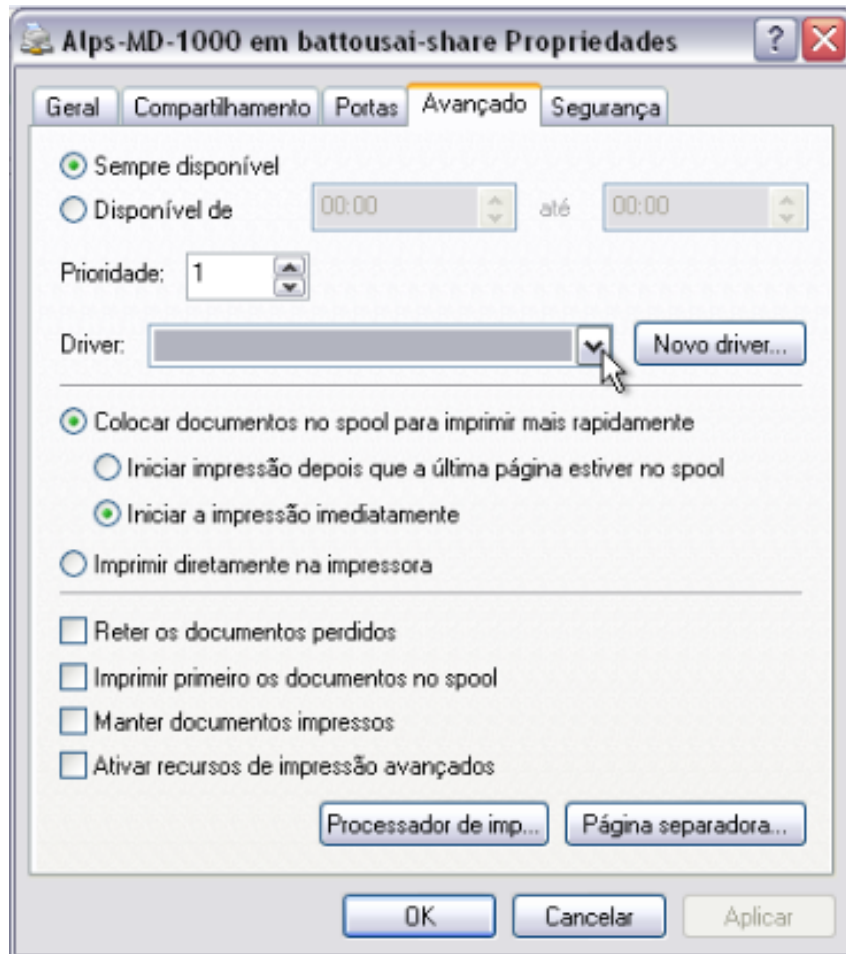 Alps-MD-1000 em battousai-share Propriedades
Geral Compartilhamento Portas Avançado Segurança
Sempre disponível
Disponível de 00:00 até 00:00
Prioridade: 1
Driver: Novo driver...
Colocar documentos no spool para imprimir mais rapidamente
Iniciar impressão depois que a última página estiver no spool
Iniciar a impressão imediatamente
Imprimir diretamente na impressora
Reter os documentos perdidos
Imprimir primeiro os documentos no spool
Manter documentos impressos
Ativar recursos de impressão avançados
Processador de imp... Página separadora...
OK Cancelar Aplicar